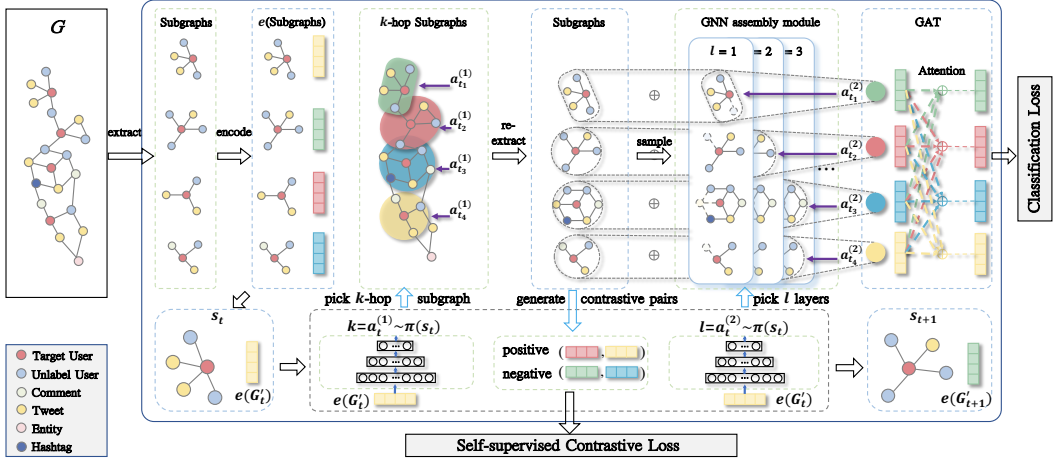 G
Subgraphs
e(Subgraphs)
k-hop Subgraphs
Subgraphs
GNN assembly module
GAT
l = 1
= 2
= 3
Attention
extract
encode
re-
extract
sample
...
a_{t_1}^{(1)}
a_{t_2}^{(1)}
a_{t_3}^{(1)}
a_{t_4}^{(1)}
a_{t_1}^{(2)}
a_{t_2}^{(2)}
a_{t_3}^{(2)}
a_{t_4}^{(2)}
Classification Loss
pick k-hop subgraph
generate contrastive pairs
pick l layers
s_t
e(G'_t)
k=a_t^{(1)}~π(s_t)
...
...
...
e(G'_t)
positive ( , )
negative ( , )
l=a_t^{(2)}~π(s_t)
...
...
...
e(G'_t)
s_{t+1}
e(G'_{t+1})
Target User
Unlabel User
Comment
Tweet
Entity
Hashtag
Self-supervised Contrastive Loss